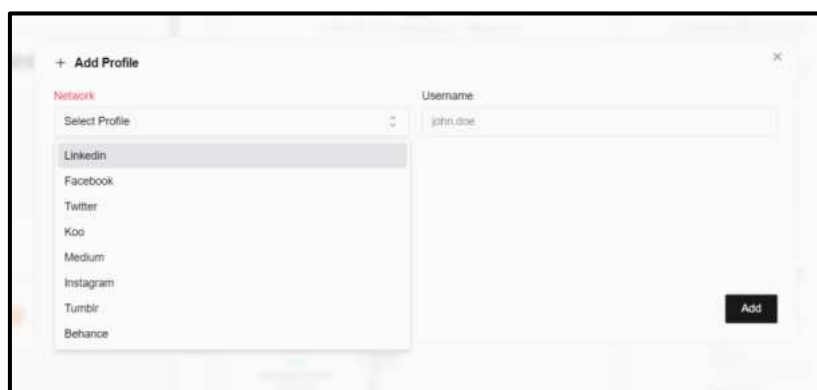 + Add Profile
Network
Username
Select Profile
john.doe
Linkedin
Facebook
Twitter
Koo
Medium
Instagram
Tumblr
Behance
Add